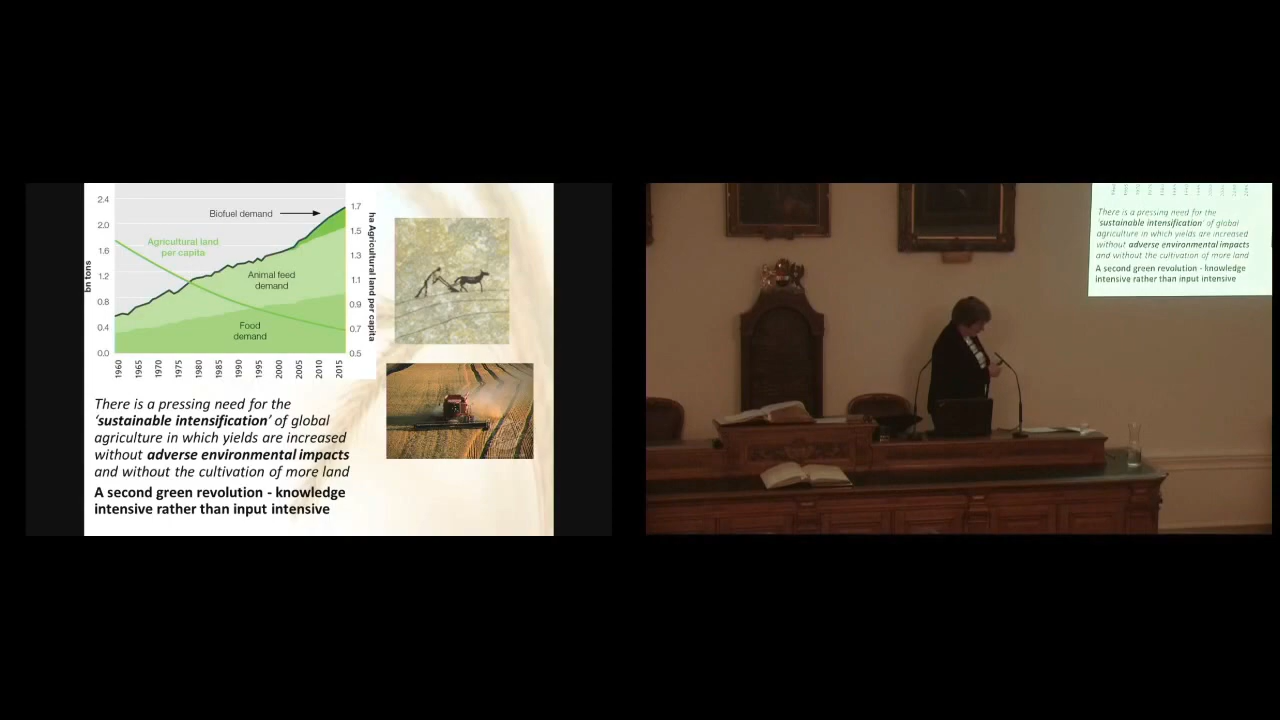 2.4
2.0
1.6
1.2
0.8
0.4
0.0
bn tons
Biofuel demand
Agricultural land
per capita
Animal feed
demand
Food
demand
1.7
1.5
1.3
1.1
0.9
0.7
0.5
ha Agricultural land per capita
1960
1965
1970
1975
1980
1985
1990
1995
2000
2005
2010
2015
There is a pressing need for the
‘sustainable intensification’ of global
agriculture in which yields are increased
without adverse environmental impacts
and without the cultivation of more land
A second green revolution - knowledge
intensive rather than input intensive
There is a pressing need for the
'sustainable intensification' of global
agriculture in which yields are increased
without adverse environmental impacts
and without the cultivation of more land
A second green revolution - knowledge
intensive rather than input intensive